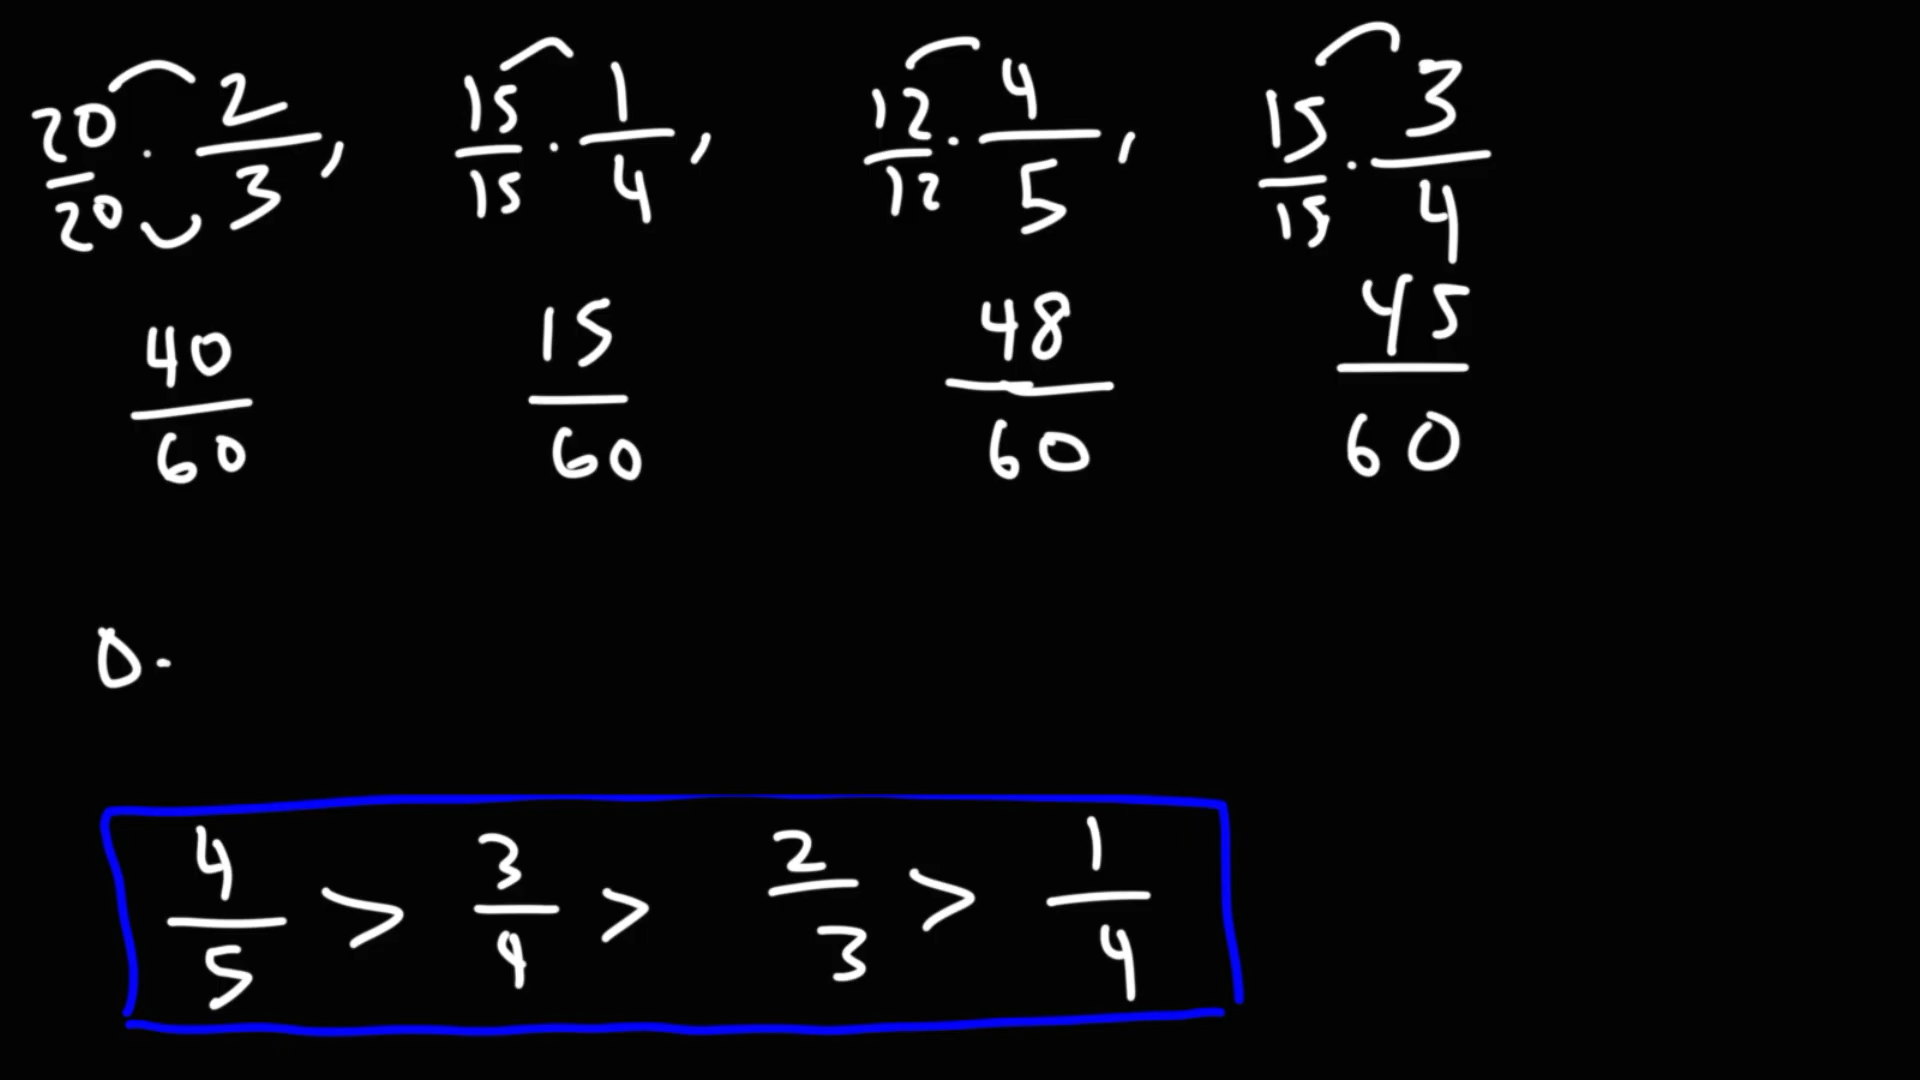 20/20 · 2/3, 15/15 · 1/4, 12/12 · 4/5, 15/15 · 3/4
40/60 15/60 48/60 45/60
D.
4/5 > 3/4 > 2/3 > 1/4